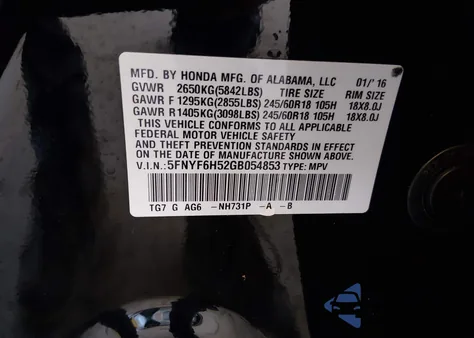 MFD. BY HONDA MFG. OF ALABAMA, LLC 01/'16
GVWR 2650KG(5842LBS) TIRE SIZE RIM SIZE
GAWR F 1295KG(2855LBS) 245/60R18 105H 18X8.0J
GAWR R 1405KG(3098LBS) 245/60R18 105H 18X8.0J
THIS VEHICLE CONFORMS TO ALL APPLICABLE
FEDERAL MOTOR VEHICLE SAFETY
AND THEFT PREVENTION STANDARDS IN EFFECT
ON THE DATE OF MANUFACTURE SHOWN ABOVE.
V.I.N.:5FNYF6H52GB054853 TYPE: MPV
TG7 G AG6 -NH731P -A -B